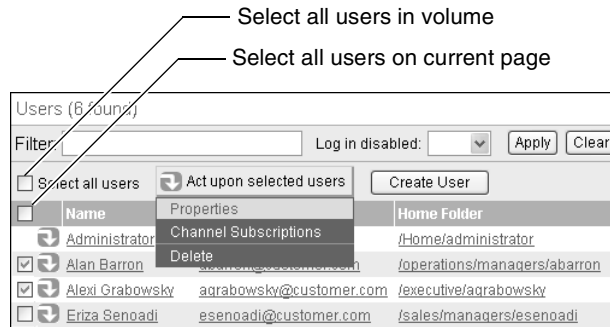 Select all users in volume
Select all users on current page
Users (6 found)
Filter: Log in disabled: Apply Clear
Select all users Act upon selected users Create User
Name Home Folder
Properties
Channel Subscriptions
Delete
Administrator /Home/administrator
Alan Barron abarron@customer.com /operations/managers/abarron
Alexi Grabowsky agrabowsky@customer.com /executive/agrabowsky
Eriza Senoadi esenoadi@customer.com /sales/managers/esenoadi